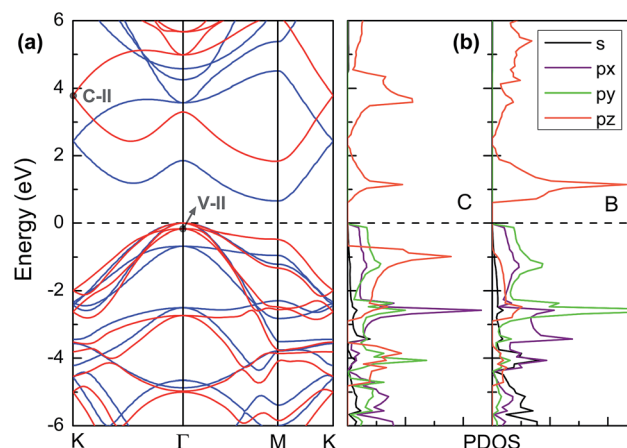 (a)
(b)
6
4
2
0
-2
-4
-6
Energy (eV)
C-II
V-II
K
Γ
M
K
s
px
py
pz
C
B
PDOS